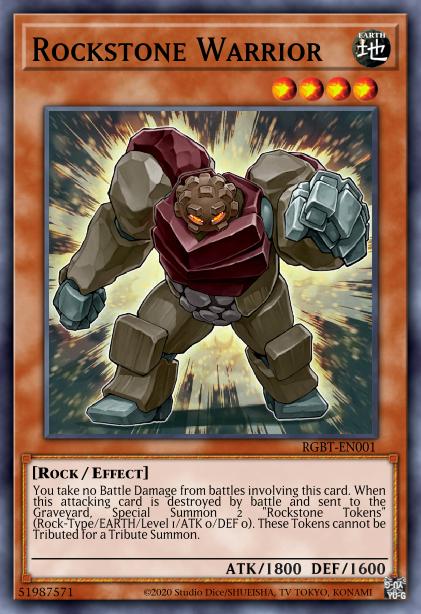 Rockstone Warrior
EARTH
地
RGBT-EN001
[Rock / Effect]
You take no Battle Damage from battles involving this card. When
this attacking card is destroyed by battle and sent to the
Graveyard, Special Summon 2 "Rockstone Tokens"
(Rock-Type/EARTH/Level 1/ATK 0/DEF 0). These Tokens cannot be
Tributed for a Tribute Summon.
ATK/1800 DEF/1600
51987571
©2020 Studio Dice/SHUEISHA, TV TOKYO, KONAMI